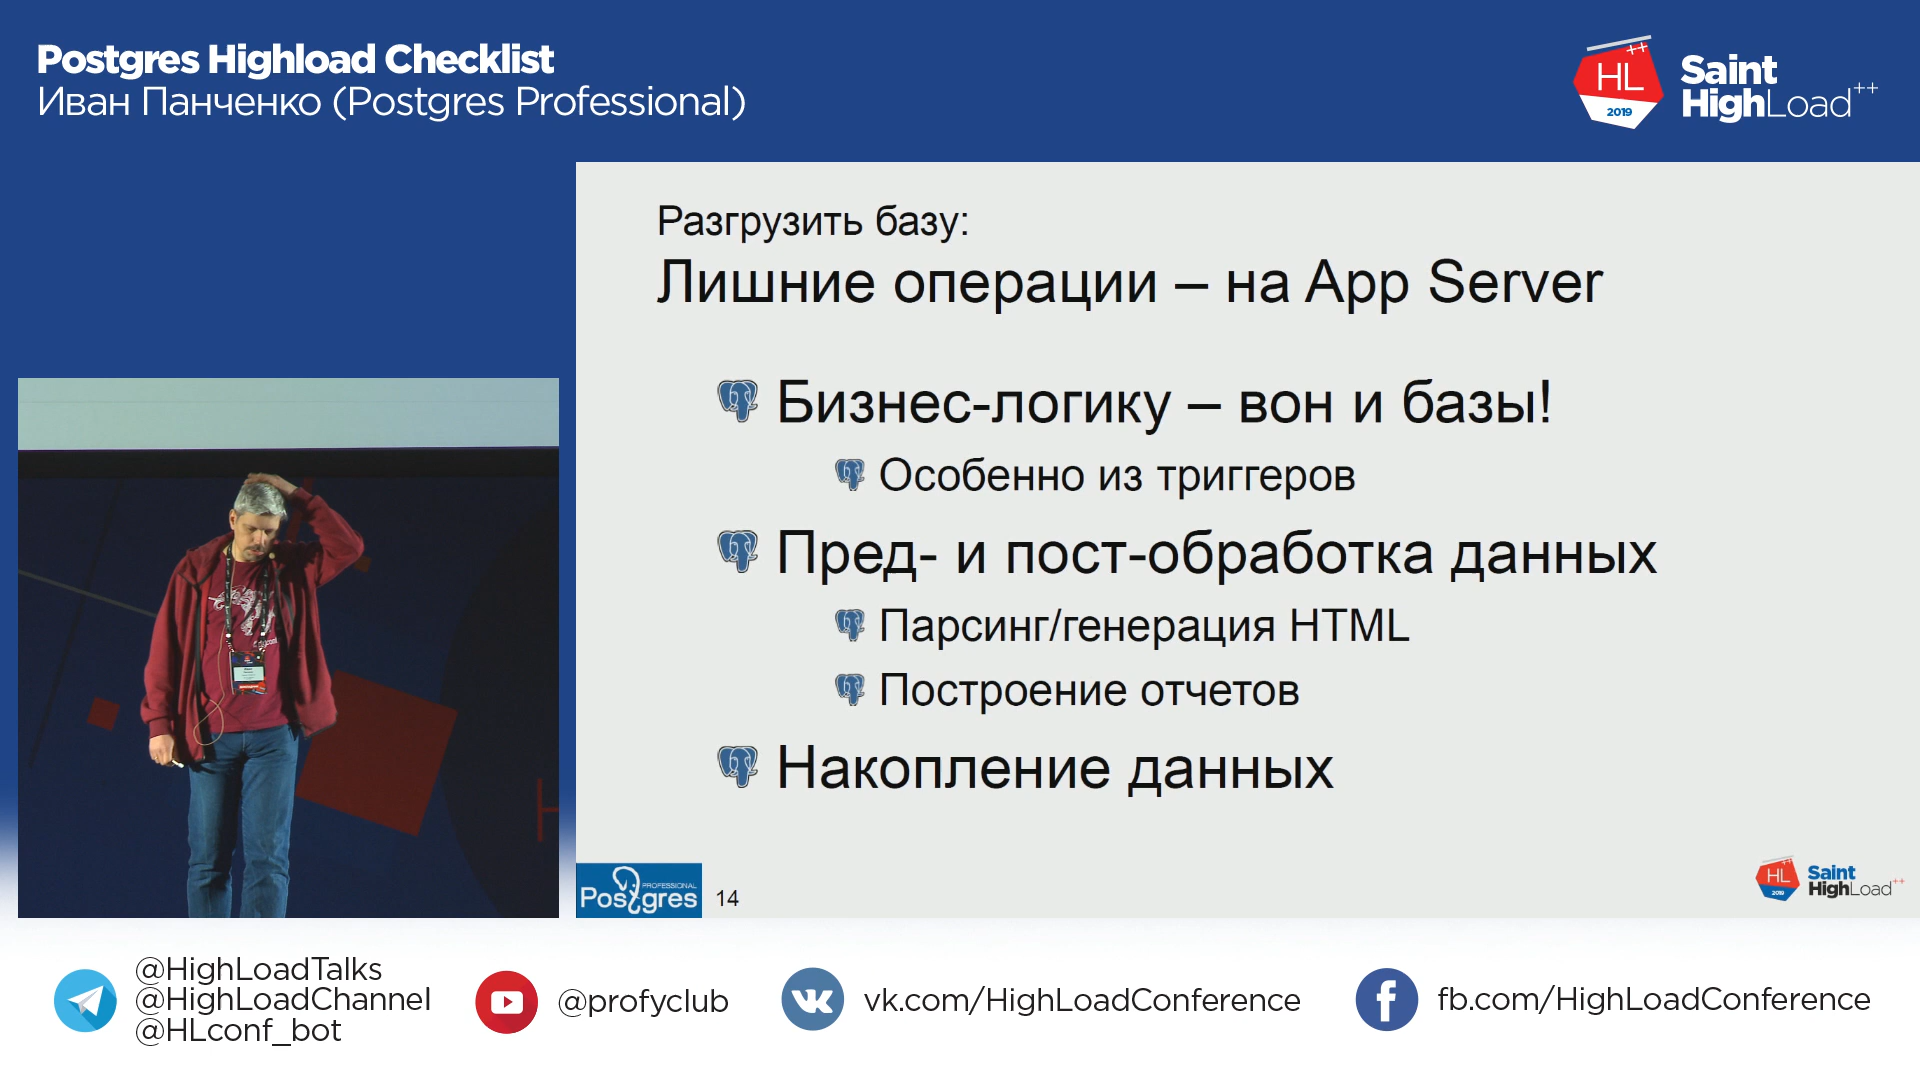 Postgres Highload Checklist
Иван Панченко (Postgres Professional)
HL ++
2019
Saint
HighLoad++
Разгрузить базу:
Лишние операции – на App Server
Бизнес-логику – вон и базы!
Особенно из триггеров
Пред- и пост-обработка данных
Парсинг/генерация HTML
Построение отчетов
Накопление данных
Postgres PROFESSIONAL
14
HL ++
2019
Saint
HighLoad++
@HighLoadTalks
@HighLoadChannel
@HLconf_bot
@profyclub
vk.com/HighLoadConference
fb.com/HighLoadConference